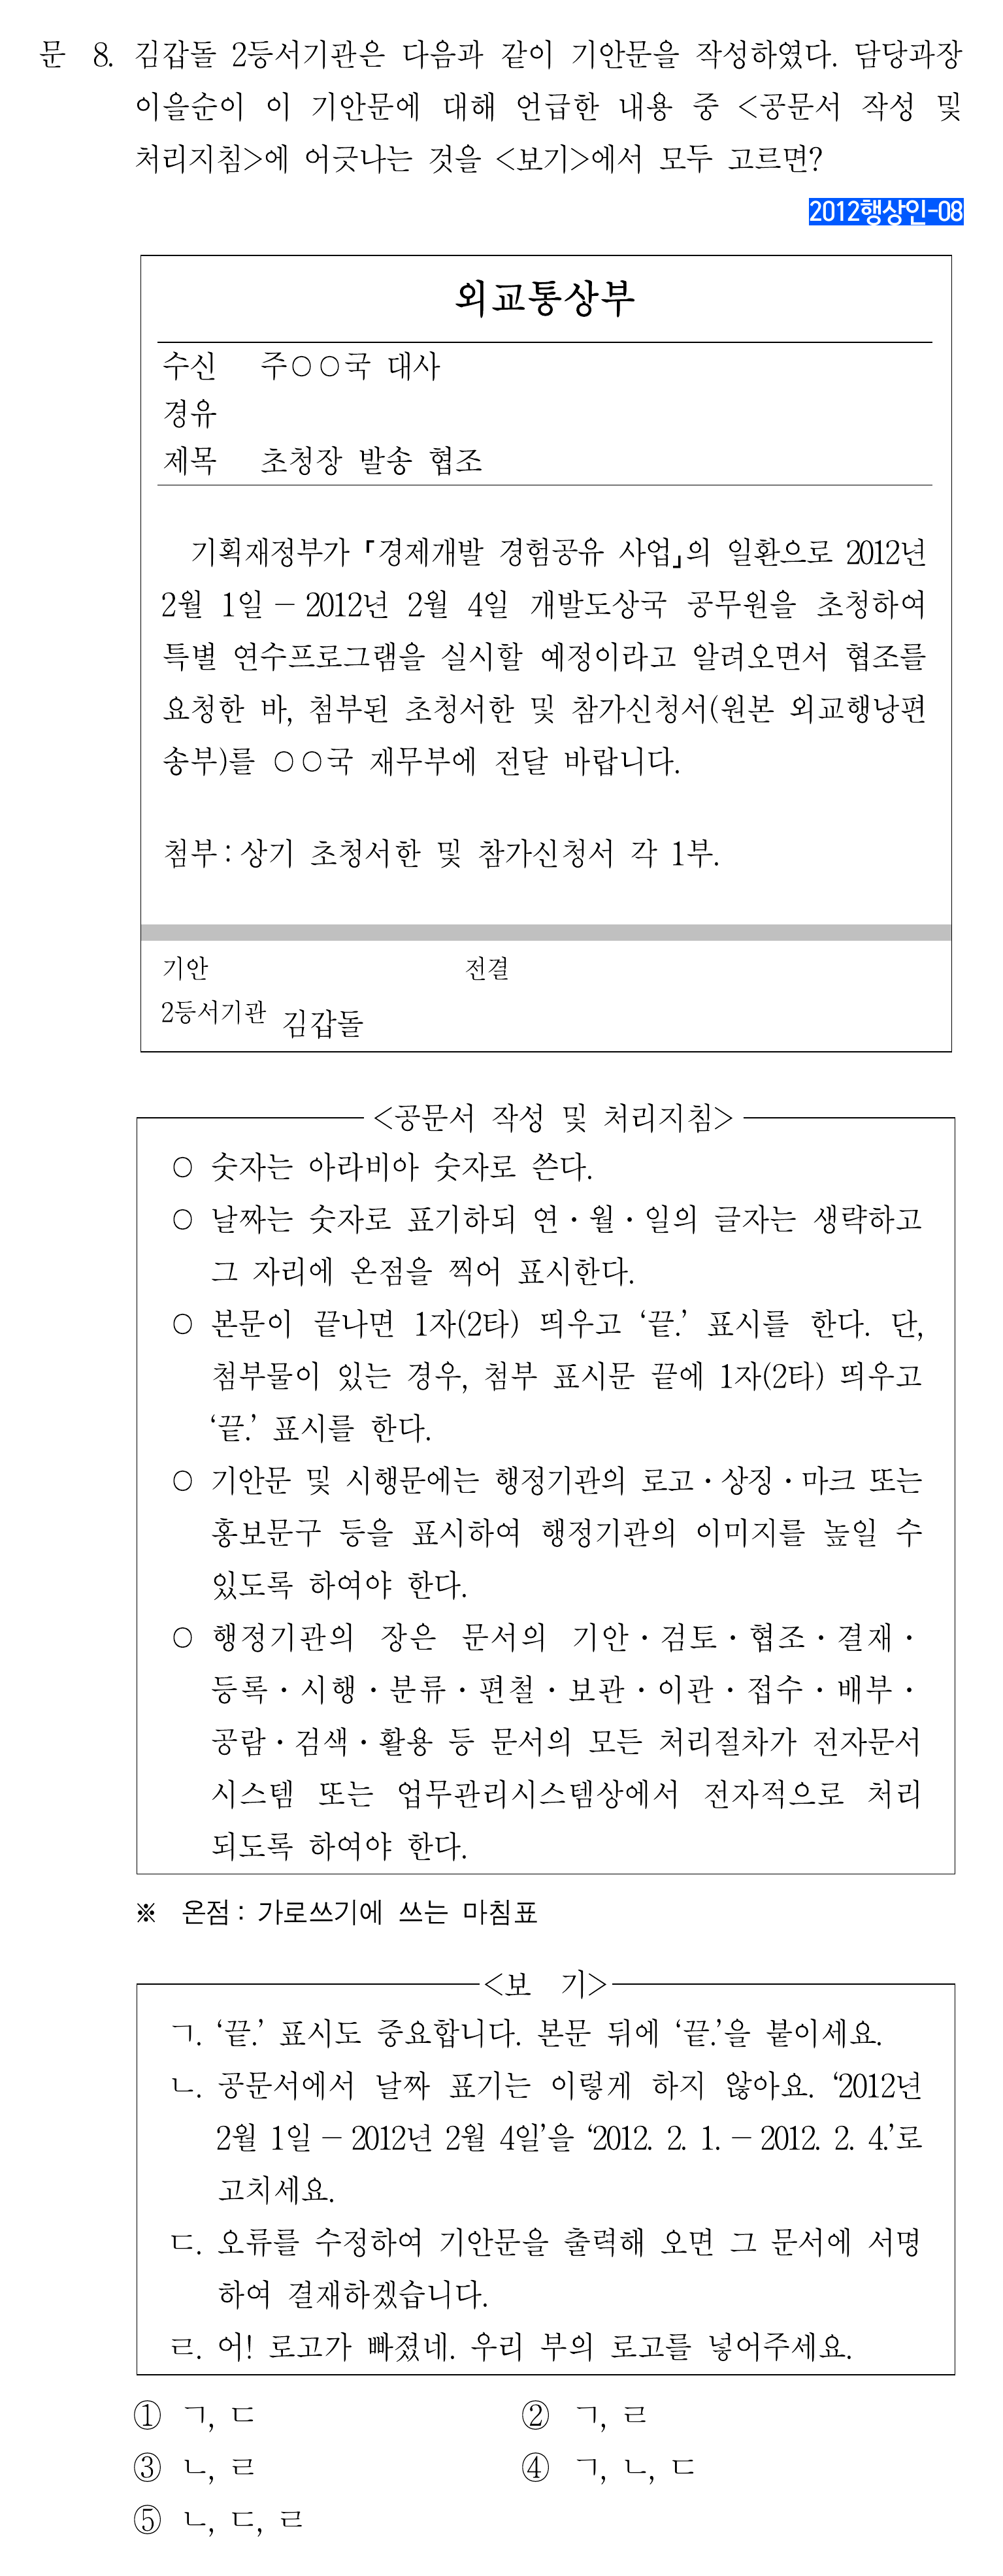 문 8. 김갑돌 2등서기관은 다음과 같이 기안문을 작성하였다. 담당과장
이을순이 이 기안문에 대해 언급한 내용 중 <공문서 작성 및
처리지침>에 어긋나는 것을 <보기>에서 모두 고르면?
2012행상인-08
외교통상부
수신 주○○국 대사
경유
제목 초청장 발송 협조
기획재정부가 「경제개발 경험공유 사업」의 일환으로 2012년
2월 1일 – 2012년 2월 4일 개발도상국 공무원을 초청하여
특별 연수프로그램을 실시할 예정이라고 알려오면서 협조를
요청한 바, 첨부된 초청서한 및 참가신청서(원본 외교행낭편
송부)를 ○○국 재무부에 전달 바랍니다.
첨부 : 상기 초청서한 및 참가신청서 각 1부.
기안 전결
2등서기관 김갑돌
<공문서 작성 및 처리지침>
○ 숫자는 아라비아 숫자로 쓴다.
○ 날짜는 숫자로 표기하되 연·월·일의 글자는 생략하고
그 자리에 온점을 찍어 표시한다.
○ 본문이 끝나면 1자(2타) 띄우고 ‘끝.’ 표시를 한다. 단,
첨부물이 있는 경우, 첨부 표시문 끝에 1자(2타) 띄우고
‘끝.’ 표시를 한다.
○ 기안문 및 시행문에는 행정기관의 로고·상징·마크 또는
홍보문구 등을 표시하여 행정기관의 이미지를 높일 수
있도록 하여야 한다.
○ 행정기관의 장은 문서의 기안·검토·협조·결재·
등록·시행·분류·편철·보관·이관·접수·배부·
공람·검색·활용 등 문서의 모든 처리절차가 전자문서
시스템 또는 업무관리시스템상에서 전자적으로 처리
되도록 하여야 한다.
※ 온점 : 가로쓰기에 쓰는 마침표
<보 기>
ㄱ. ‘끝.’ 표시도 중요합니다. 본문 뒤에 ‘끝.’을 붙이세요.
ㄴ. 공문서에서 날짜 표기는 이렇게 하지 않아요. ‘2012년
2월 1일 – 2012년 2월 4일’을 ‘2012. 2. 1. – 2012. 2. 4.’로
고치세요.
ㄷ. 오류를 수정하여 기안문을 출력해 오면 그 문서에 서명
하여 결재하겠습니다.
ㄹ. 어! 로고가 빠졌네. 우리 부의 로고를 넣어주세요.
① ㄱ, ㄷ ② ㄱ, ㄹ
③ ㄴ, ㄹ ④ ㄱ, ㄴ, ㄷ
⑤ ㄴ, ㄷ, ㄹ